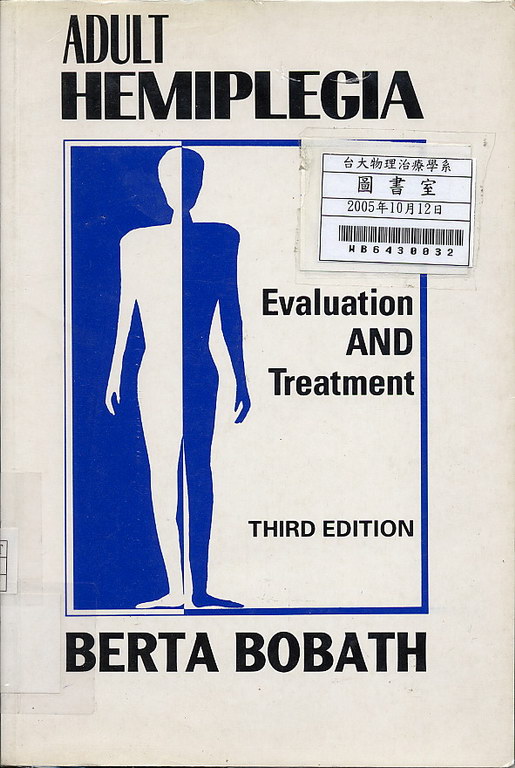 ADULT
HEMIPLEGIA
台大物理治療學系
圖書室
2005年10月12日
WB6430032
Evaluation
AND
Treatment
THIRD EDITION
BERTA BOBATH